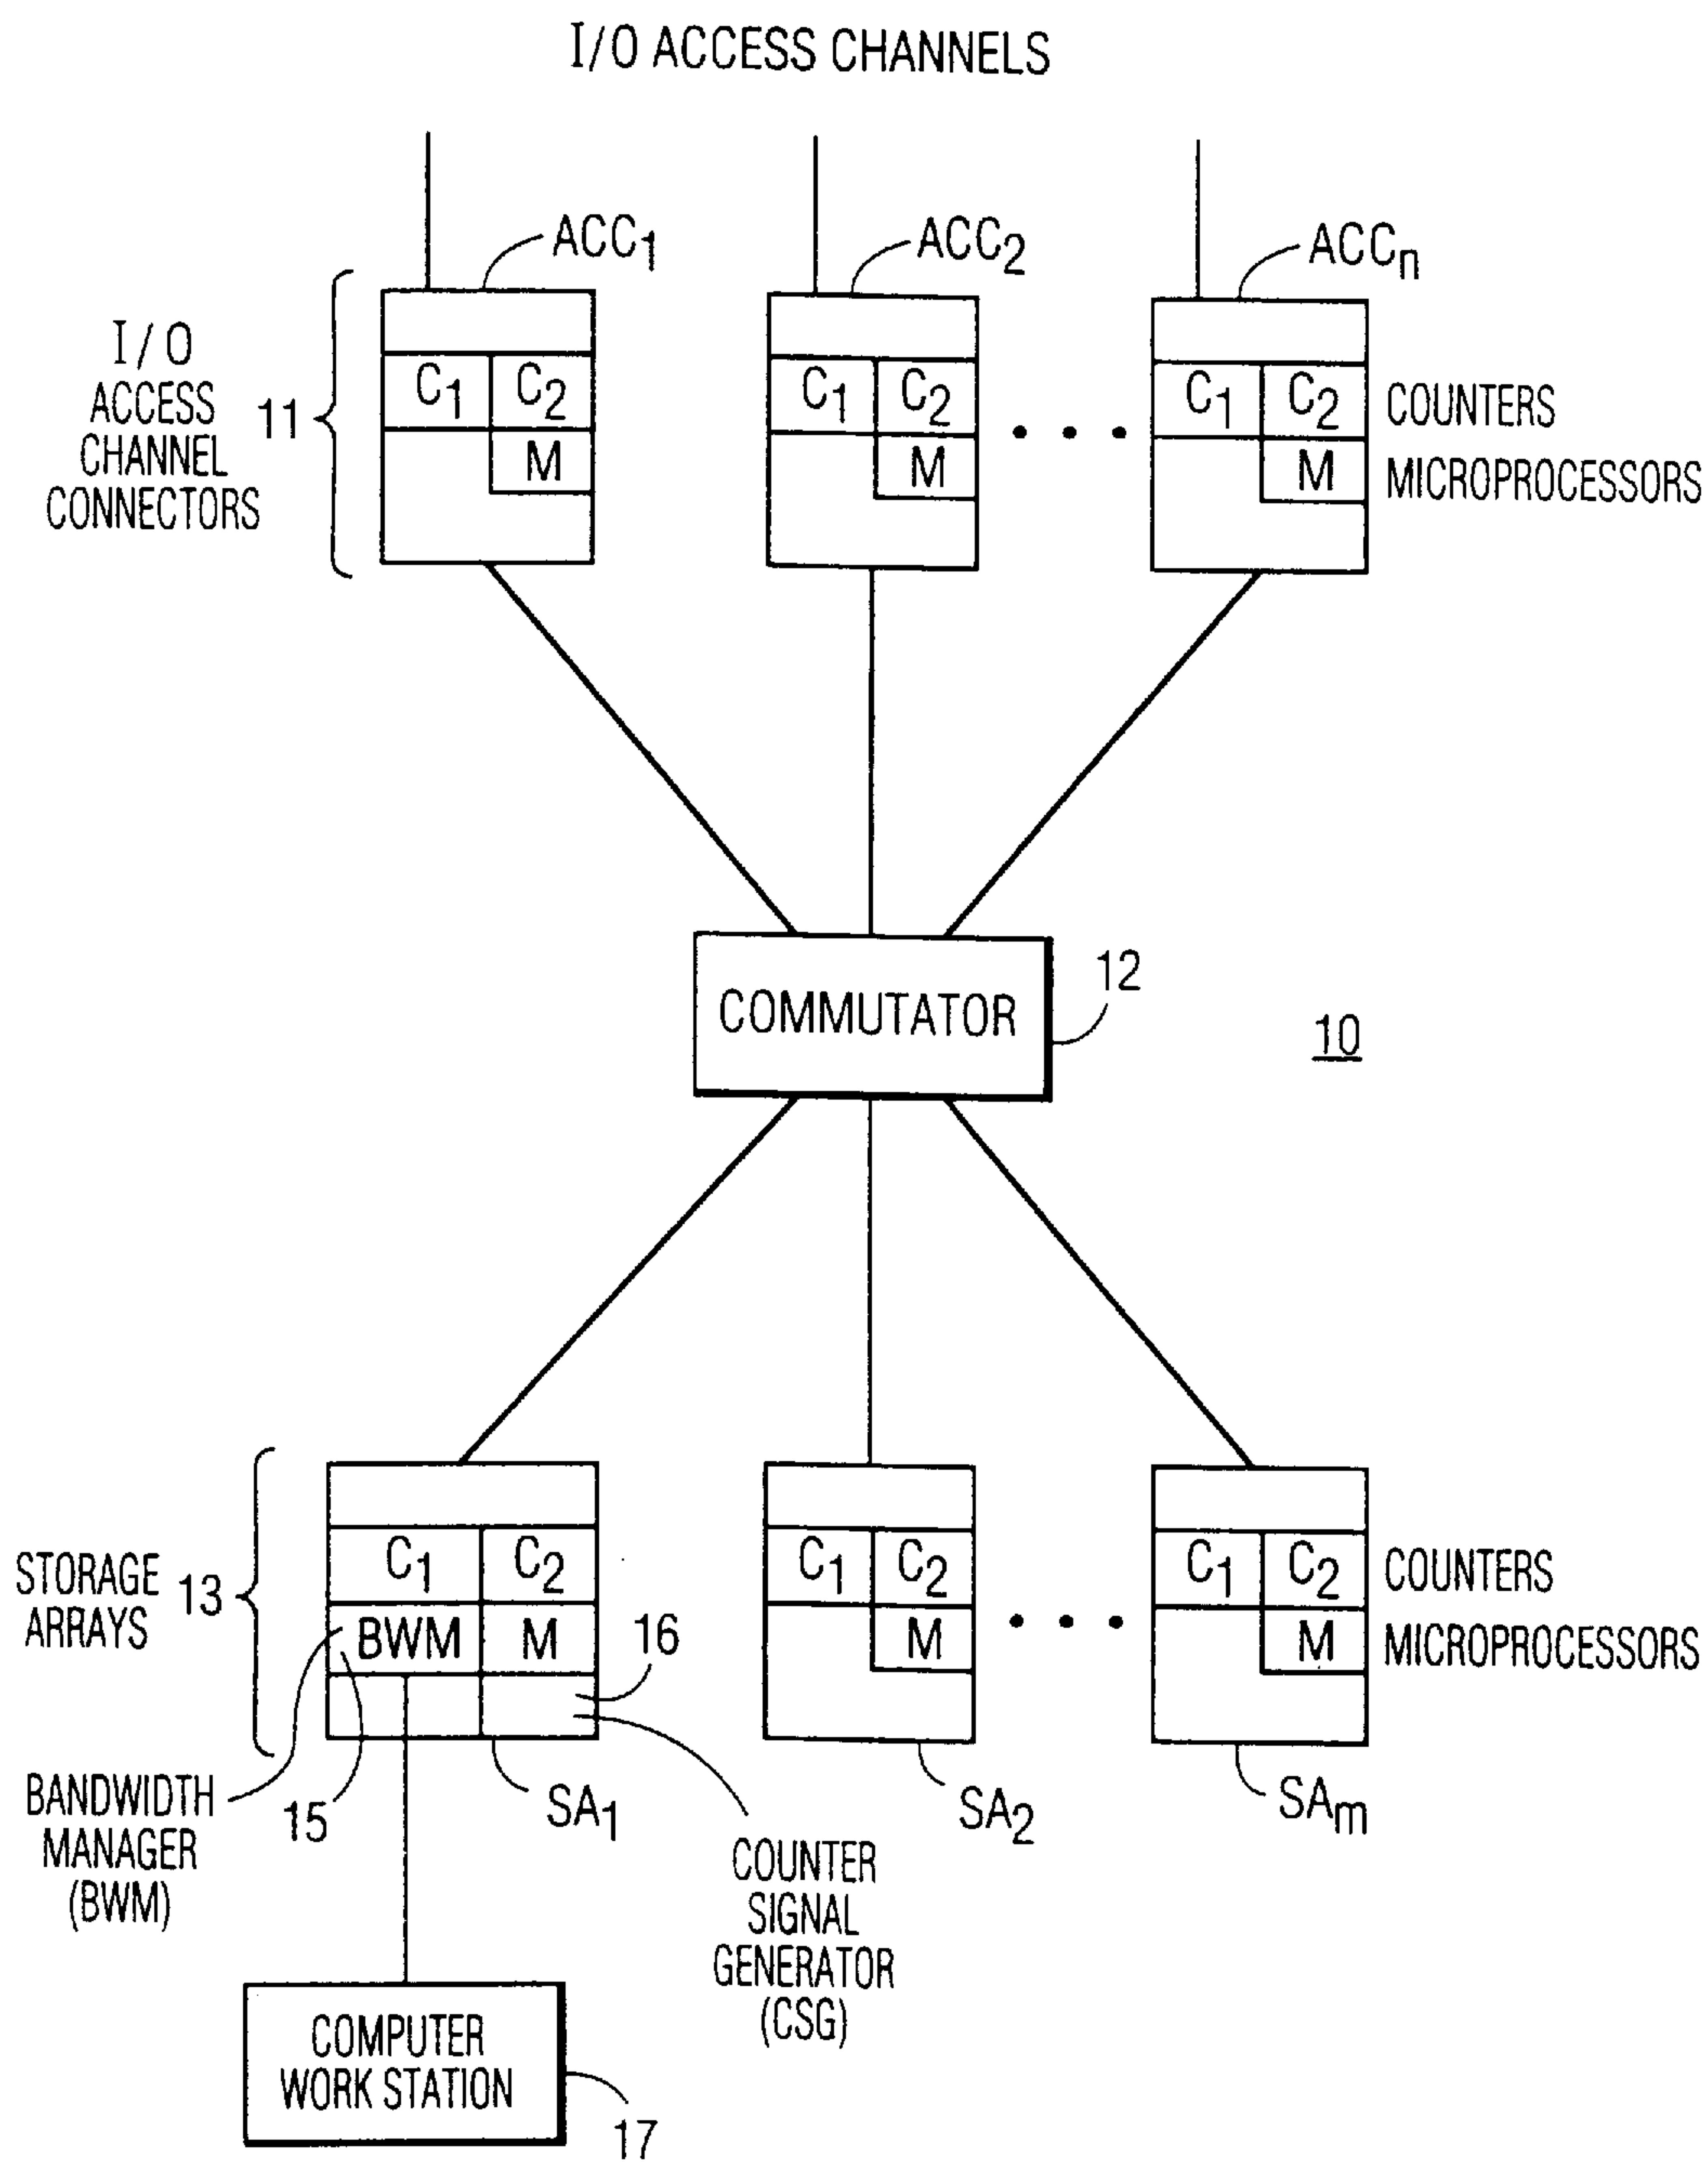 I/O ACCESS CHANNELS
ACC1
ACC2
ACCn
I/O
ACCESS
CHANNEL
CONNECTORS
11
C1 C2
M
C1 C2
M
C1 C2
M
COUNTERS
MICROPROCESSORS
COMMUTATOR
12
10
STORAGE
ARRAYS
13
C1 C2
BWM M
16
C1 C2
M
C1 C2
M
COUNTERS
MICROPROCESSORS
BANDWIDTH
MANAGER
(BWM)
15
SA1
SA2
SAm
COUNTER
SIGNAL
GENERATOR
(CSG)
COMPUTER
WORK STATION
17